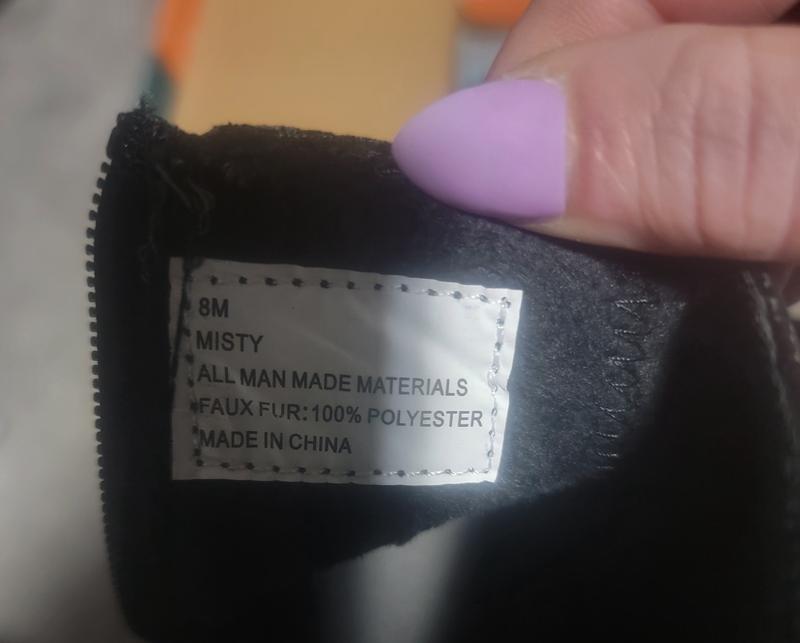 8M
MISTY
ALL MAN MADE MATERIALS
FAUX FUR:100% POLYESTER
MADE IN CHINA